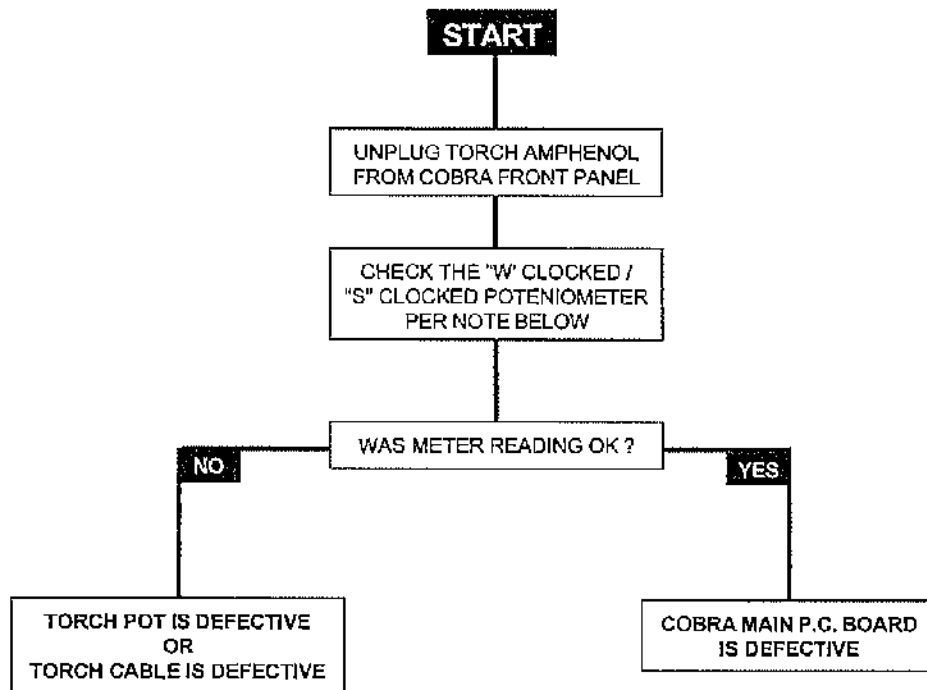 START
UNPLUG TORCH AMPHENOL
FROM COBRA FRONT PANEL
CHECK THE "W' CLOCKED /
"S" CLOCKED POTENIOMETER
PER NOTE BELOW
WAS METER READING OK ?
NO
YES
TORCH POT IS DEFECTIVE
OR
TORCH CABLE IS DEFECTIVE
COBRA MAIN P.C. BOARD
IS DEFECTIVE